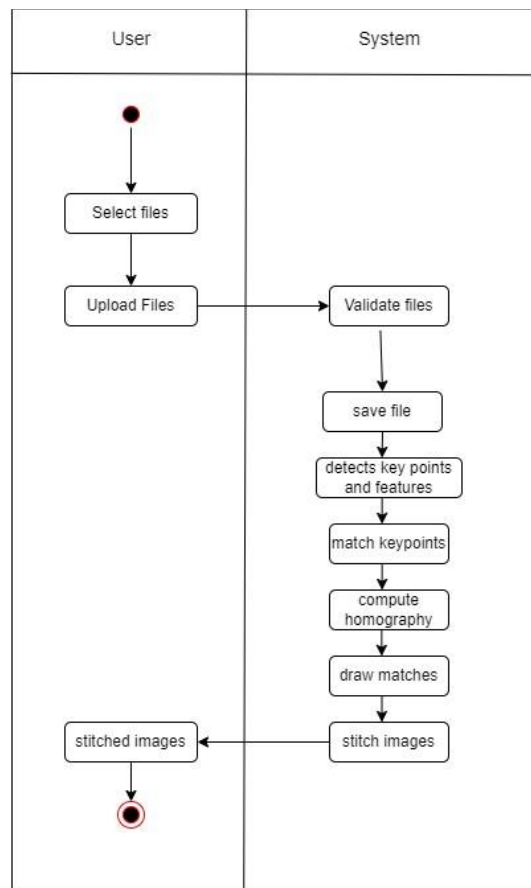 User
System
Select files
Upload Files
Validate files
save file
detects key points
and features
match keypoints
compute
homography
draw matches
stitched images
stitch images